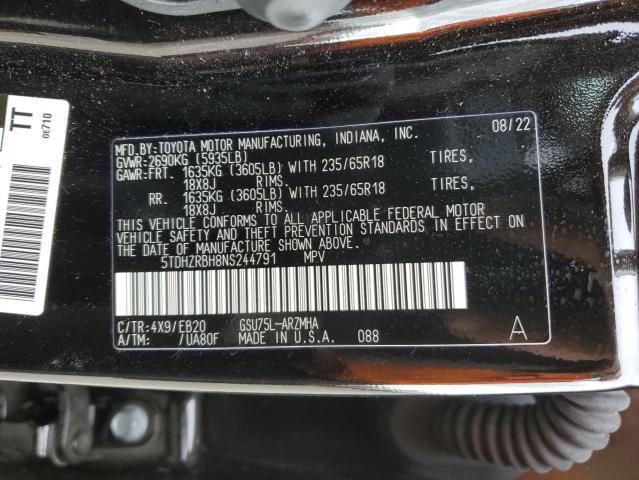 MFD.BY:TOYOTA MOTOR MANUFACTURING, INDIANA, INC. 08/22
GVWR:2690KG (5935LB)
GAWR:FRT. 1635KG (3605LB) WITH 235/65R18 TIRES,
18X8J RIMS
RR. 1635KG (3605LB) WITH 235/65R18 TIRES,
18X8J RIMS
THIS VEHICLE CONFORMS TO ALL APPLICABLE FEDERAL MOTOR
VEHICLE SAFETY AND THEFT PREVENTION STANDARDS IN EFFECT
ON THE DATE OF MANUFACTURE SHOWN ABOVE.
5TDHZRBH8NS244791 MPV
C/TR:4X9/EB20 GSU75L-ARZMHA
A/TM: /UA80F MADE IN U.S.A. 088 A
TT
0E710